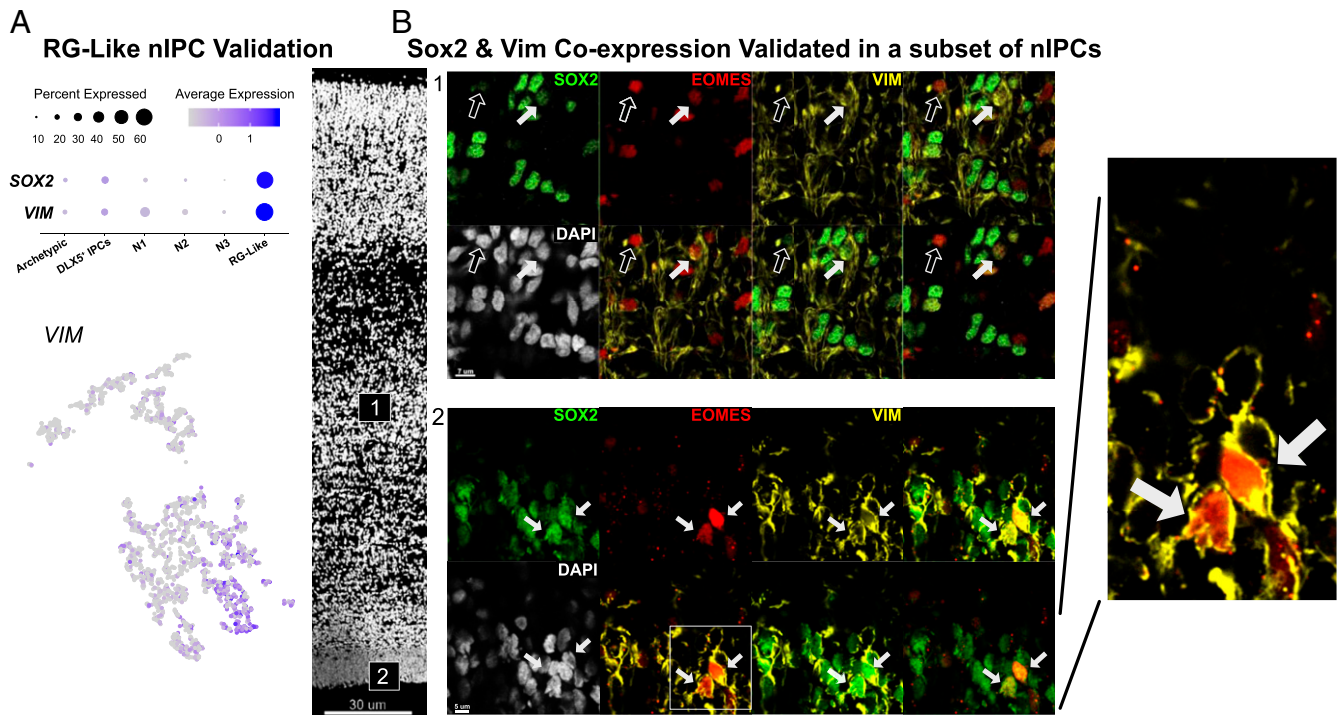 A
RG-Like nIPC Validation
Percent Expressed
10 20 30 40 50 60
Average Expression
0 1
SOX2
VIM
Archetypic DLX5⁺ IPCs N1 N2 N3 RG-Like
VIM
1
2
30 um
B
Sox2 & Vim Co-expression Validated in a subset of nIPCs
1
SOX2 EOMES VIM
DAPI
7 um
2
SOX2 EOMES VIM
DAPI
5 um